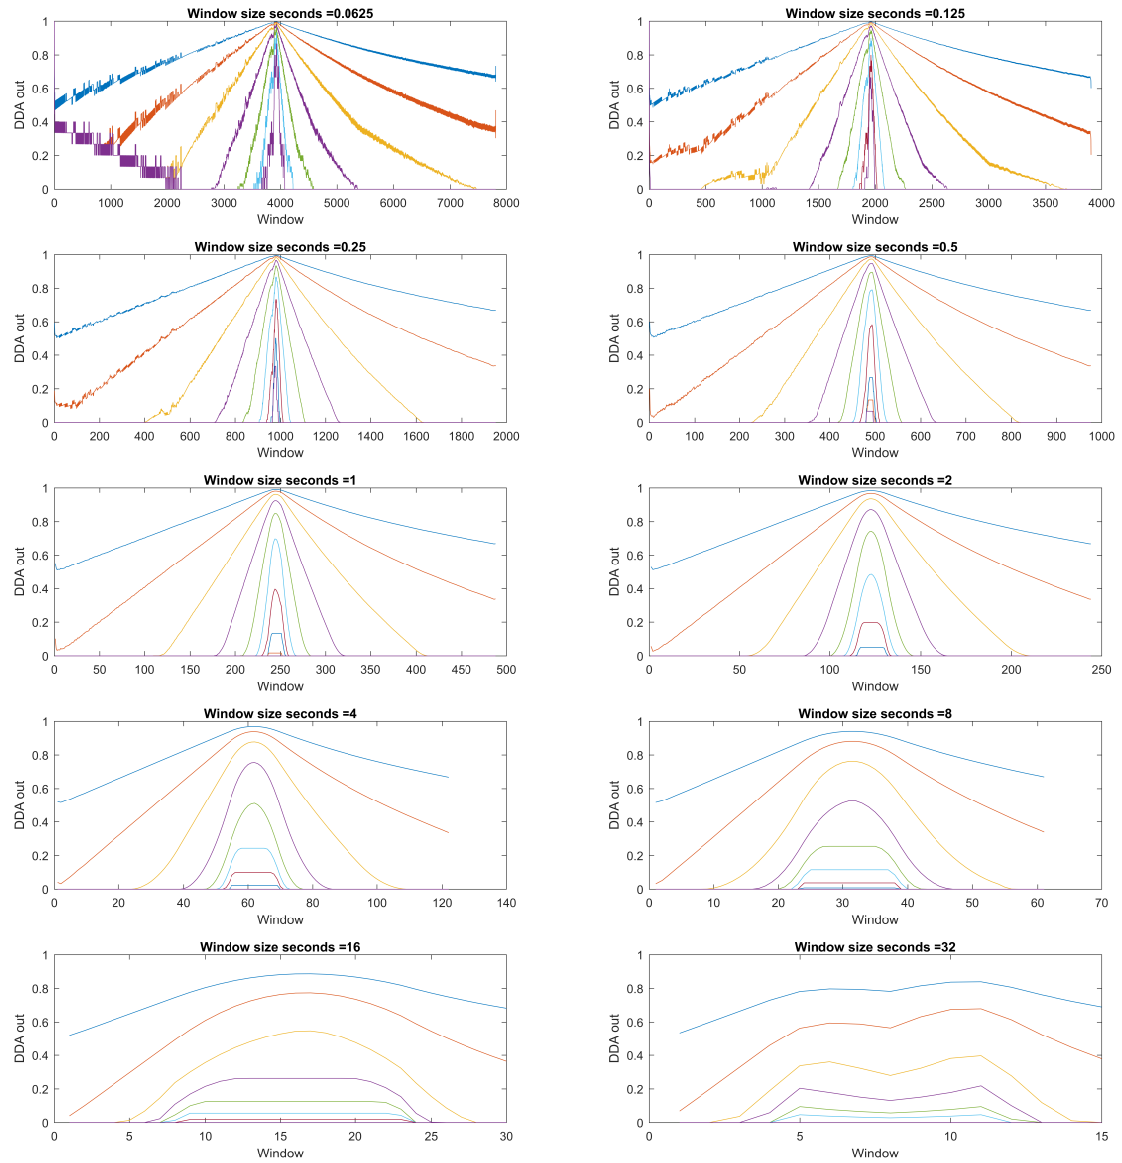 Window size seconds =0.0625
DDA out
1
0.8
0.6
0.4
0.2
0
0 1000 2000 3000 4000 5000 6000 7000 8000
Window
Window size seconds =0.125
DDA out
1
0.8
0.6
0.4
0.2
0
0 500 1000 1500 2000 2500 3000 3500 4000
Window
Window size seconds =0.25
DDA out
1
0.8
0.6
0.4
0.2
0
0 200 400 600 800 1000 1200 1400 1600 1800 2000
Window
Window size seconds =0.5
DDA out
1
0.8
0.6
0.4
0.2
0
0 100 200 300 400 500 600 700 800 900 1000
Window
Window size seconds =1
DDA out
1
0.8
0.6
0.4
0.2
0
0 50 100 150 200 250 300 350 400 450 500
Window
Window size seconds =2
DDA out
1
0.8
0.6
0.4
0.2
0
0 50 100 150 200 250
Window
Window size seconds =4
DDA out
1
0.8
0.6
0.4
0.2
0
0 20 40 60 80 100 120 140
Window
Window size seconds =8
DDA out
1
0.8
0.6
0.4
0.2
0
0 10 20 30 40 50 60 70
Window
Window size seconds =16
DDA out
1
0.8
0.6
0.4
0.2
0
0 5 10 15 20 25 30
Window
Window size seconds =32
DDA out
1
0.8
0.6
0.4
0.2
0
0 5 10 15
Window